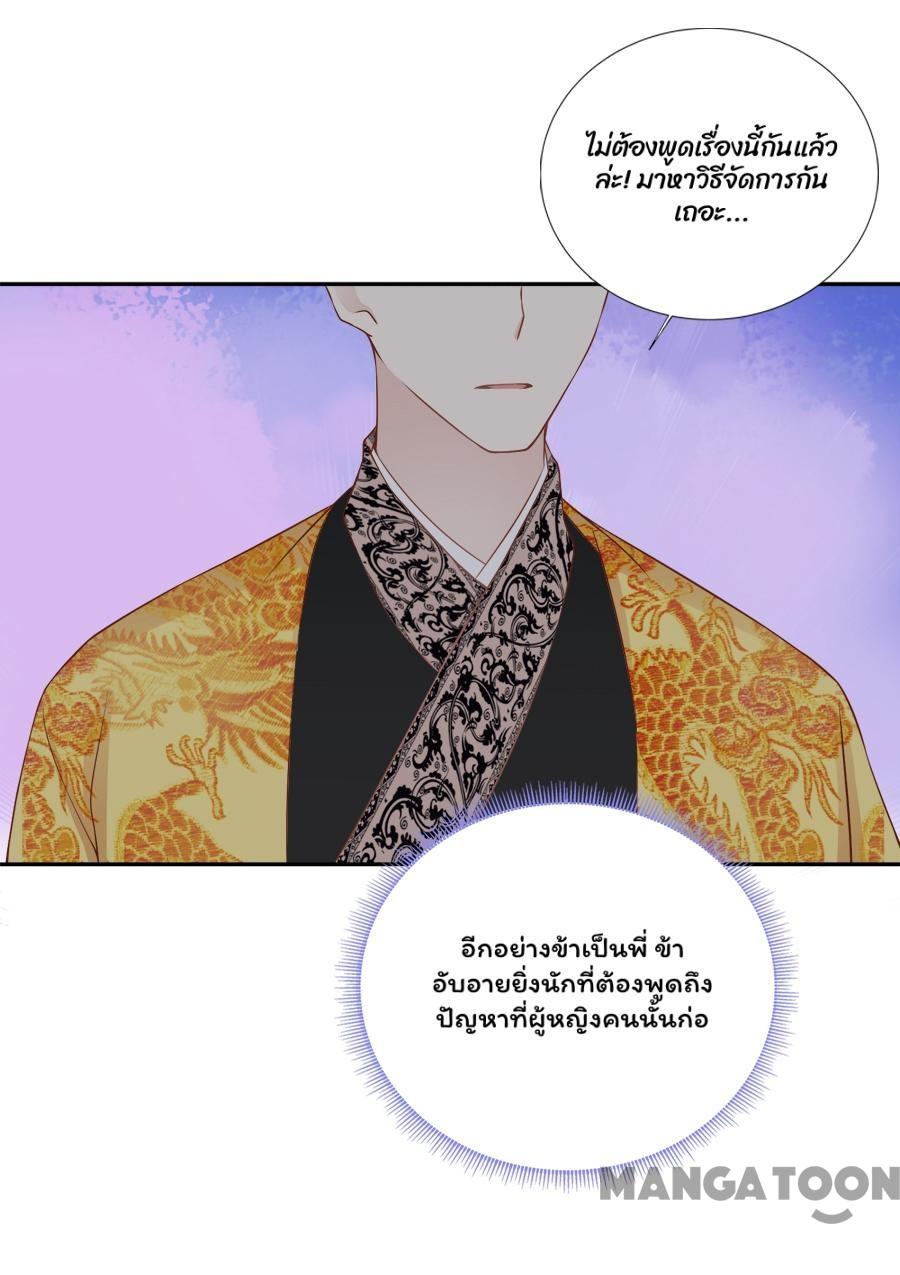 ไม่ต้องพูดเรื่องนี้กันแล้ว
ล่ะ! มาหาวิธีจัดการกัน
เถอะ...
อีกอย่างข้าเป็นพี่ ข้า
อับอายยิ่งนักที่ต้องพูดถึง
ปัญหาที่ผู้หญิงคนนั้นก่อ
MANGATOON